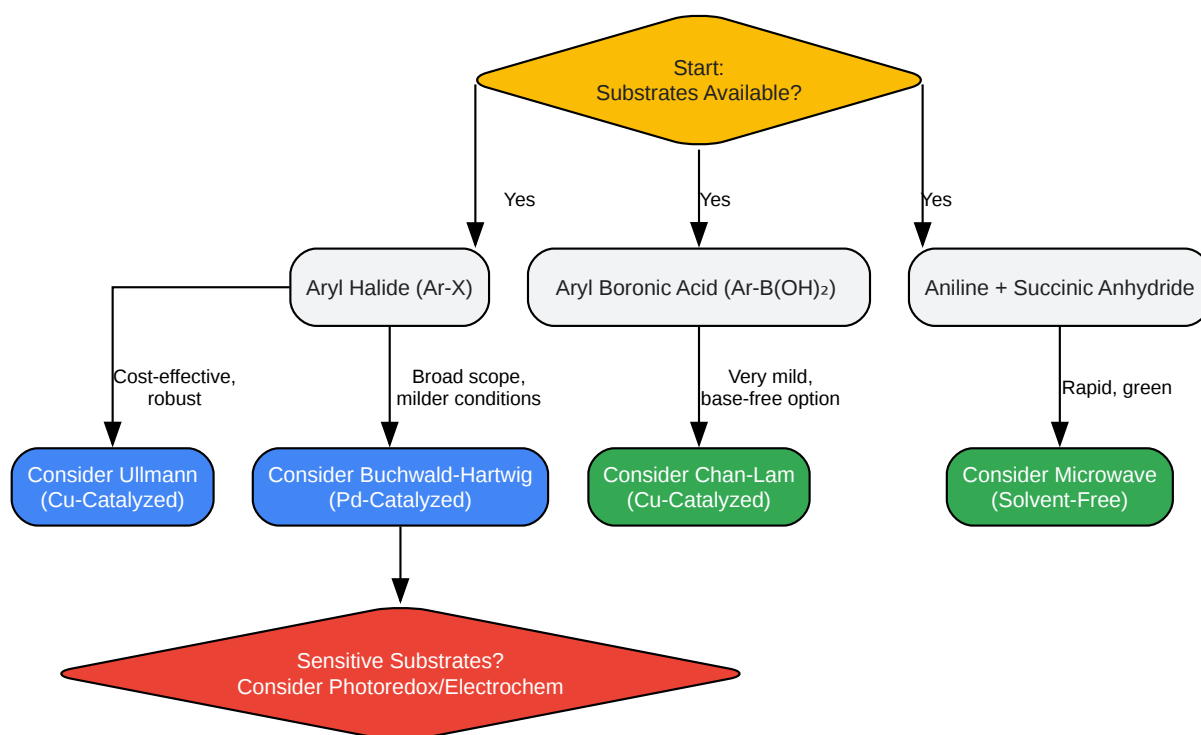 Start:
Substrates Available?
Yes
Yes
Yes
Aryl Halide (Ar-X)
Aryl Boronic Acid (Ar-B(OH)₂)
Aniline + Succinic Anhydride
Cost-effective,
robust
Broad scope,
milder conditions
Very mild,
base-free option
Rapid, green
Consider Ullmann
(Cu-Catalyzed)
Consider Buchwald-Hartwig
(Pd-Catalyzed)
Consider Chan-Lam
(Cu-Catalyzed)
Consider Microwave
(Solvent-Free)
Sensitive Substrates?
Consider Photoredox/Electrochem